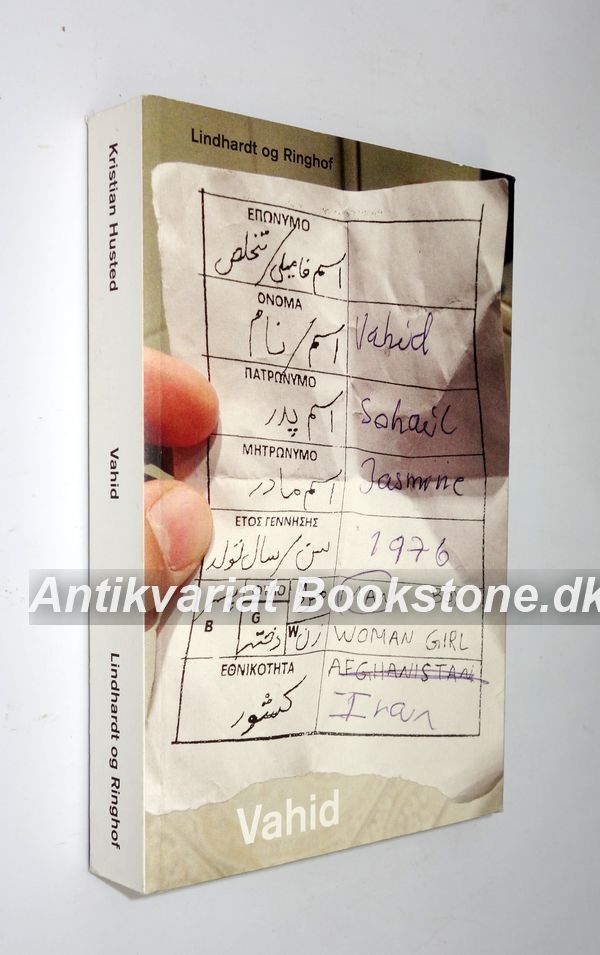 Kristian Husted
Vahid
Lindhardt og Ringhof
Lindhardt og Ringhof
ΕΠΩΝΥΜΟ
اسم فامیلی/تخلص
ΟΝΟΜΑ
اسم/نام Vahid
ΠΑΤΡΩΝΥΜΟ
اسم پدر Sohail
ΜΗΤΡΩΝΥΜΟ
اسم مادر Jasmine
ΕΤΟΣ ΓΕΝΝΗΣΗΣ
سن/سال تولد 1976
Antikvariat Bookstone.dk
B G دختر W زن WOMAN GIRL
ΕΘΝΙΚΟΤΗΤΑ AFGHANISTAN
کشور Iran
Vahid